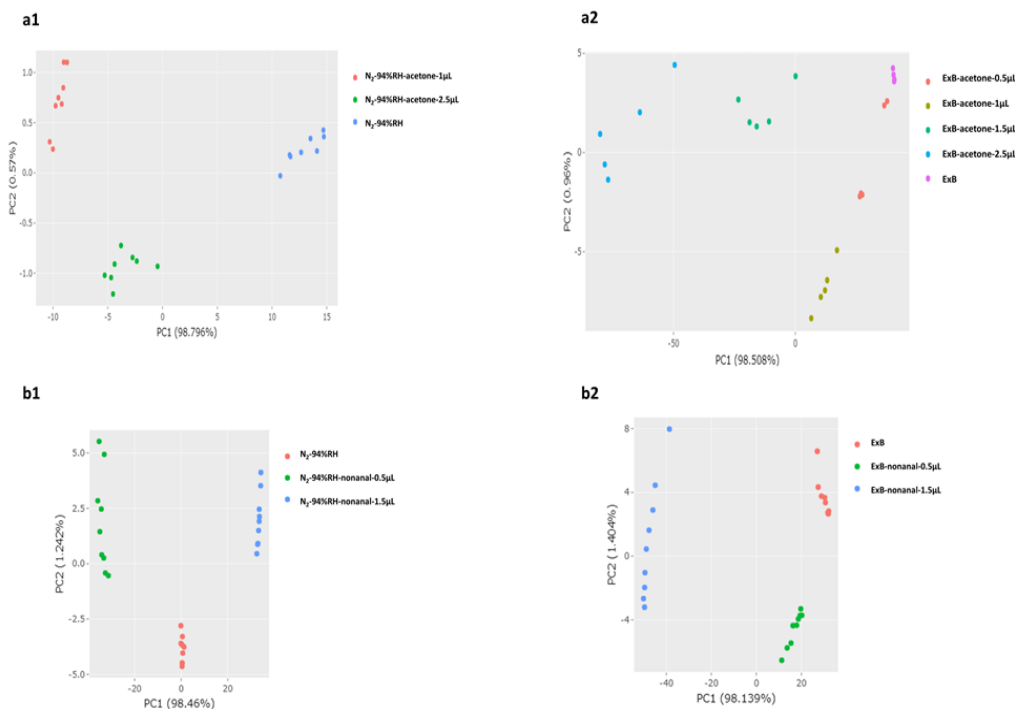 a1
1.0
0.5
0.0
-0.5
-1.0
PC2 (0.57%)
-10
-5
0
5
10
15
PC1 (98.796%)
N₂-94%RH-acetone-1µL
N₂-94%RH-acetone-2.5µL
N₂-94%RH
a2
5
0
-5
PC2 (0.96%)
-50
0
PC1 (98.508%)
ExB-acetone-0.5µL
ExB-acetone-1µL
ExB-acetone-1.5µL
ExB-acetone-2.5µL
ExB
b1
5.0
2.5
0.0
-2.5
-5.0
PC2 (1.242%)
-20
0
20
PC1 (98.46%)
N₂-94%RH
N₂-94%RH-nonanal-0.5µL
N₂-94%RH-nonanal-1.5µL
b2
8
4
0
-4
PC2 (1.404%)
-40
-20
0
20
PC1 (98.139%)
ExB
ExB-nonanal-0.5µL
ExB-nonanal-1.5µL